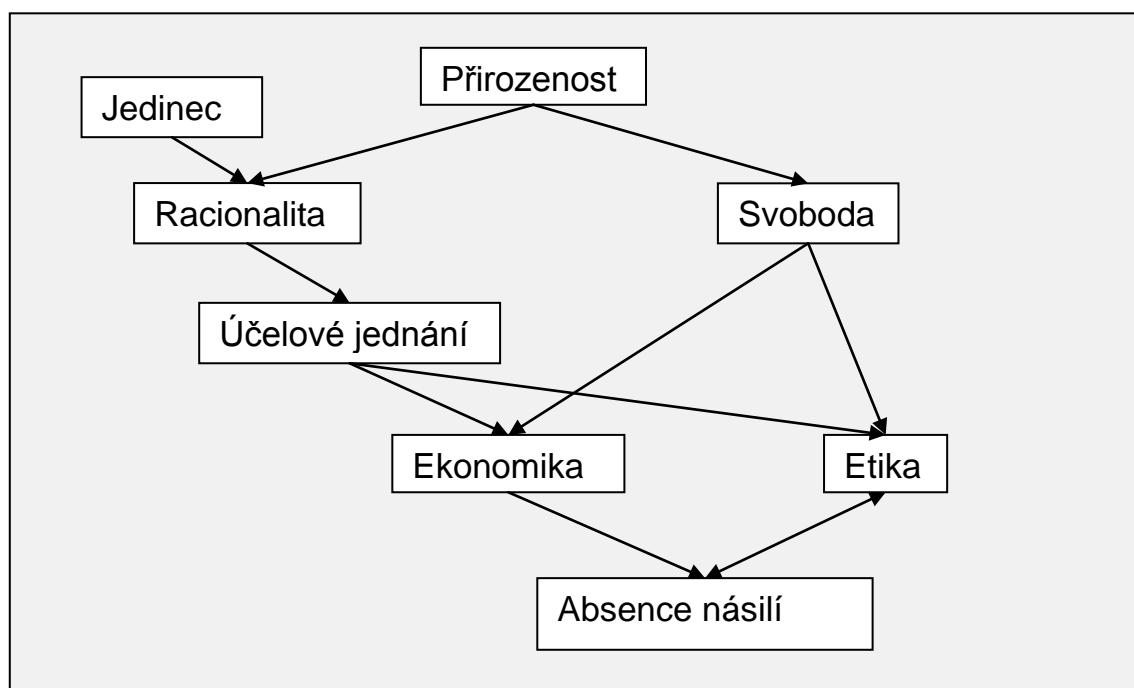 Přirozenost
Jedinec
Racionalita
Svoboda
Účelové jednání
Ekonomika
Etika
Absence násilí